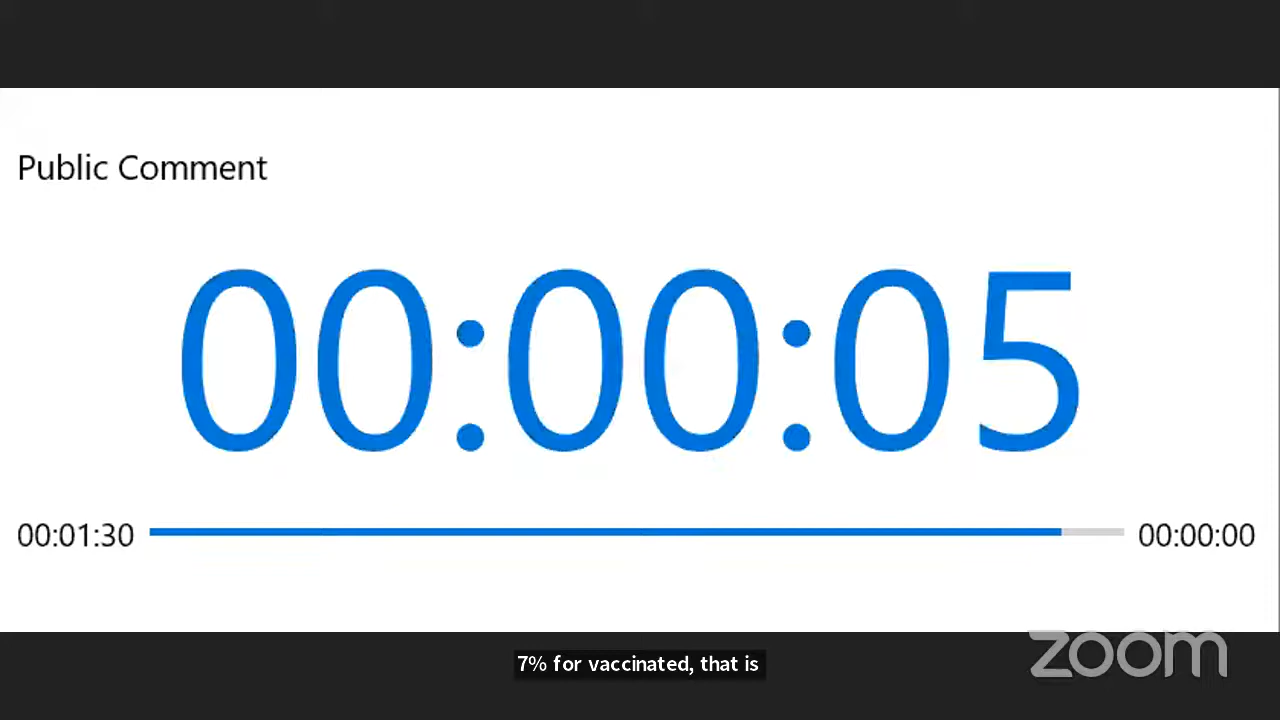 Public Comment
00:00:05
00:01:30
00:00:00
7% for vaccinated, that is
zoom